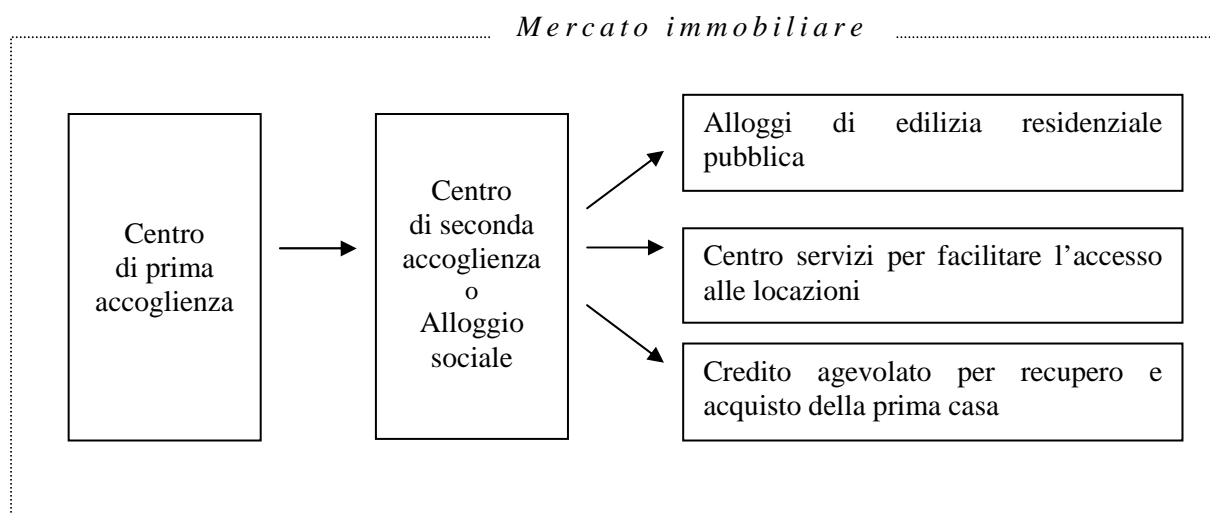 Mercato immobiliare
Centro
di prima
accoglienza
Centro
di seconda
accoglienza
o
Alloggio
sociale
Alloggi di edilizia residenziale
pubblica
Centro servizi per facilitare l’accesso
alle locazioni
Credito agevolato per recupero e
acquisto della prima casa